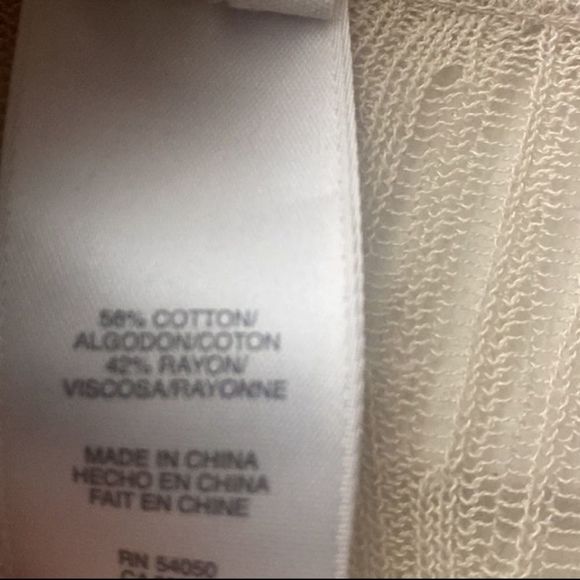 58% COTTON/
ALGODON/COTON
42% RAYON/
VISCOSA/RAYONNE
MADE IN CHINA
HECHO EN CHINA
FAIT EN CHINE
RN 54050